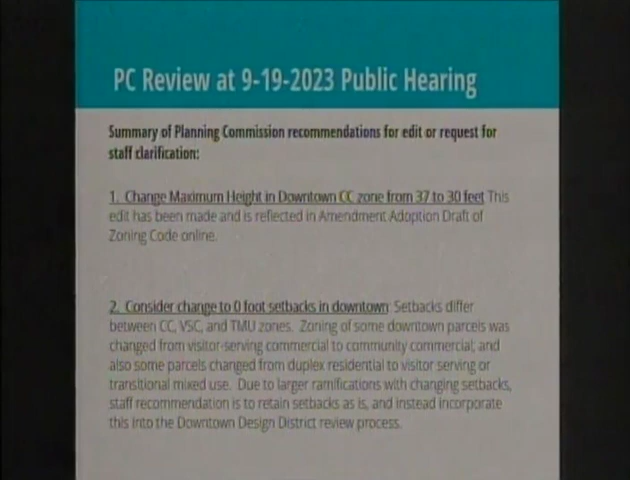 PC Review at 9-19-2023 Public Hearing
Summary of Planning Commission recommendations for edit or request for
staff clarification:
1. Change Maximum Height in Downtown CC zone from 37 to 30 feet This
edit has been made and is reflected in Amendment Adoption Draft of
Zoning Code online.
2. Consider change to 0 foot setbacks in downtown Setbacks differ
between CC, VSC, and TMU zones. Zoning of some downtown parcels was
changed from visitor-serving commercial to community commercial; and
also some parcels changed from duplex residential to visitor serving or
transitional mixed use. Due to larger ramifications with changing setbacks,
staff recommendation is to retain setbacks as is, and instead incorporate
this into the Downtown Design District review process.